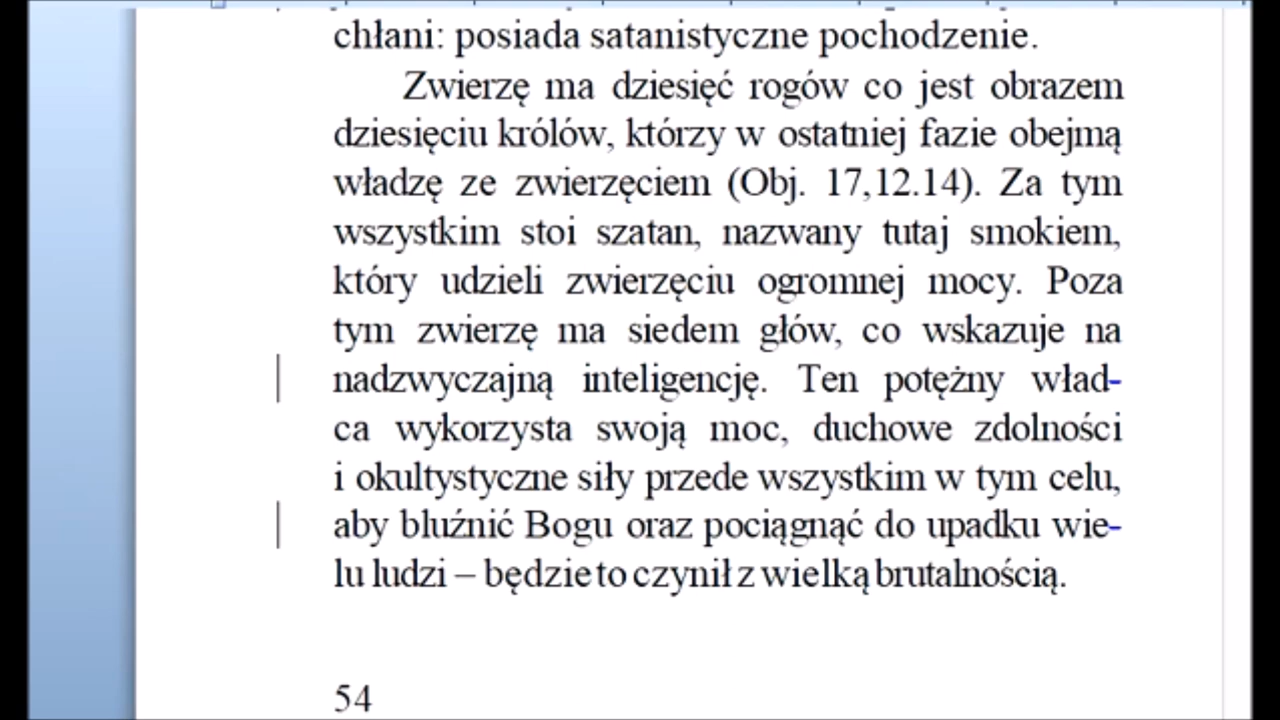 chłani: posiada satanistyczne pochodzenie.
Zwierzę ma dziesięć rogów co jest obrazem
dziesięciu królów, którzy w ostatniej fazie obejmą
władzę ze zwierzęciem (Obj. 17,12.14). Za tym
wszystkim stoi szatan, nazwany tutaj smokiem,
który udzieli zwierzęciu ogromnej mocy. Poza
tym zwierzę ma siedem głów, co wskazuje na
nadzwyczajną inteligencję. Ten potężny wład-
ca wykorzysta swoją moc, duchowe zdolności
i okultystyczne siły przede wszystkim w tym celu,
aby bluźnić Bogu oraz pociągnąć do upadku wie-
lu ludzi – będzie to czynił z wielką brutalnością.
54